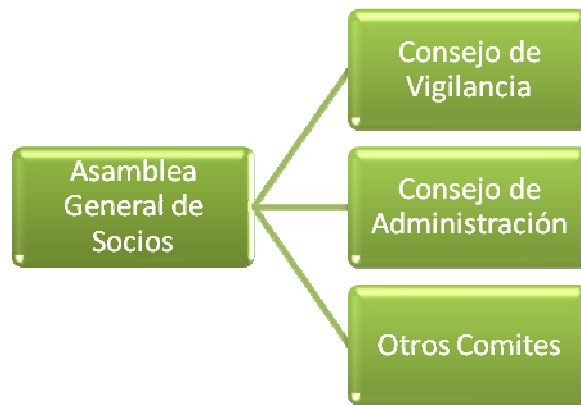 Asamblea
General de
Socios
Consejo de
Vigilancia
Consejo de
Administración
Otros Comites